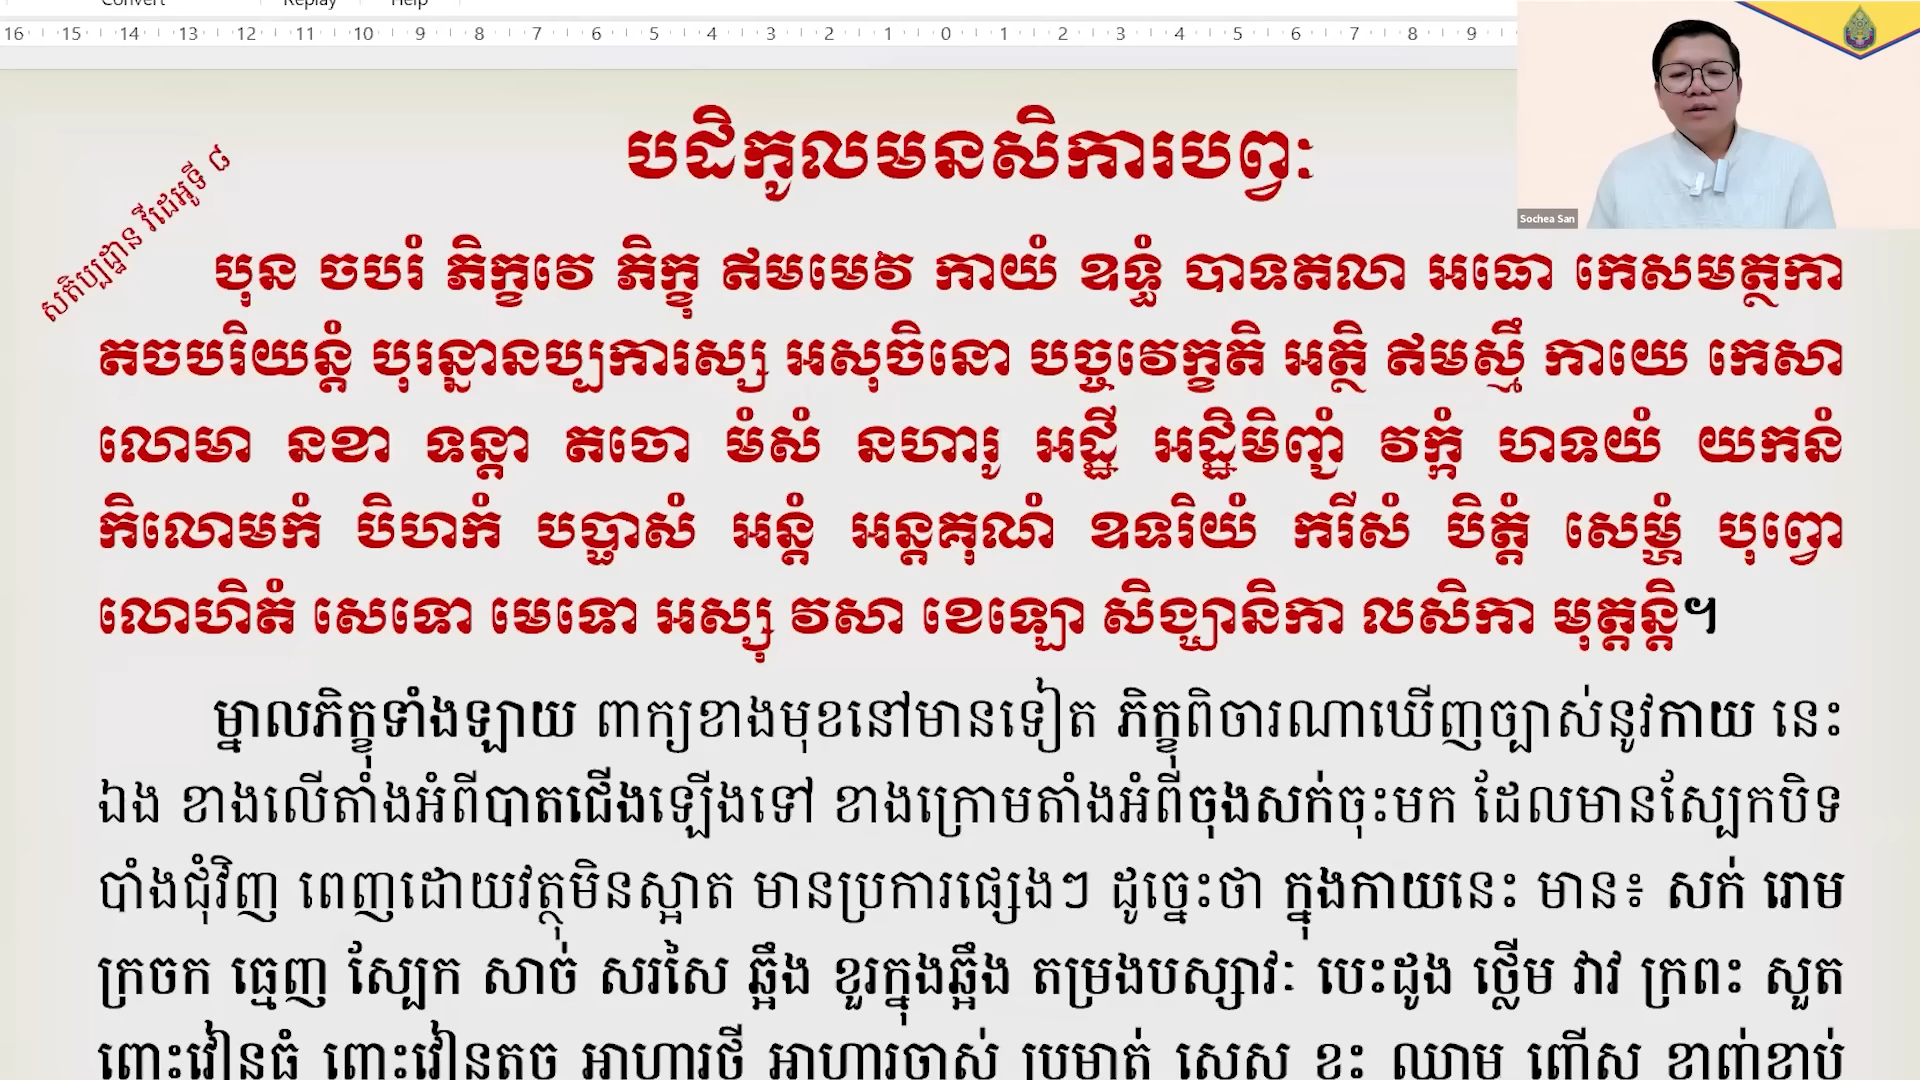 Convert Replay Help
16 15 14 13 12 11 10 9 8 7 6 5 4 3 2 1 0 1 2 3 4 5 6 7 8 9
Sochea San
សតិប្បដ្ឋាន វីដេអូទី ៨
បដិកូលមនសិការបព្វៈ
បុន ចបរំ ភិក្ខវេ ភិក្ខុ ឥមមេវ កាយំ ឧទ្ធំ បាទតលា អធោ កេសមត្ថកា
តចបរិយន្តំ បុរន្នានប្បការស្ស អសុចិនោ បច្ចវេក្ខតិ អត្ថិ ឥមស្មឹ កាយេ កេសា
លោមា នខា ទន្តា តចោ មំសំ នហារូ អដ្ឋី អដ្ឋិមិញ្ជំ វក្កំ ហទយំ យកនំ
កិលោមកំ បិហកំ បប្ផាសំ អន្តំ អន្តគុណំ ឧទរិយំ ករីសំ បិត្តំ សេម្ហំ បុព្វោ
លោហិតំ សេទោ មេទោ អស្សុ វសា ខេឡោ សិង្ឃានិកា លសិកា មុត្តន្តិ។
ម្នាលភិក្ខុទាំងឡាយ ពាក្យខាងមុខនៅមានទៀត ភិក្ខុពិចារណាឃើញច្បាស់នូវកាយ នេះ
ឯង ខាងលើតាំងអំពីបាតជើងឡើងទៅ ខាងក្រោមតាំងអំពីចុងសក់ចុះមក ដែលមានស្បែកបិទ
បាំងជុំវិញ ពេញដោយវត្ថុមិនស្អាត មានប្រការផ្សេងៗ ដូច្នេះថា ក្នុងកាយនេះ មាន៖ សក់ រោម
ក្រចក ធ្មេញ ស្បែក សាច់ សរសៃ ឆ្អឹង ខួរក្នុងឆ្អឹង តម្រងបស្សាវៈ បេះដូង ថ្លើម វាវ ក្រពះ សួត
ពោះវៀនធំ ពោះវៀនតូច អាហារថ្មី អាហារចាស់ ប្រមាត់ ស្លេស្ម ខ្ទុះ ឈាម ញើស ខ្លាញ់ខាប់